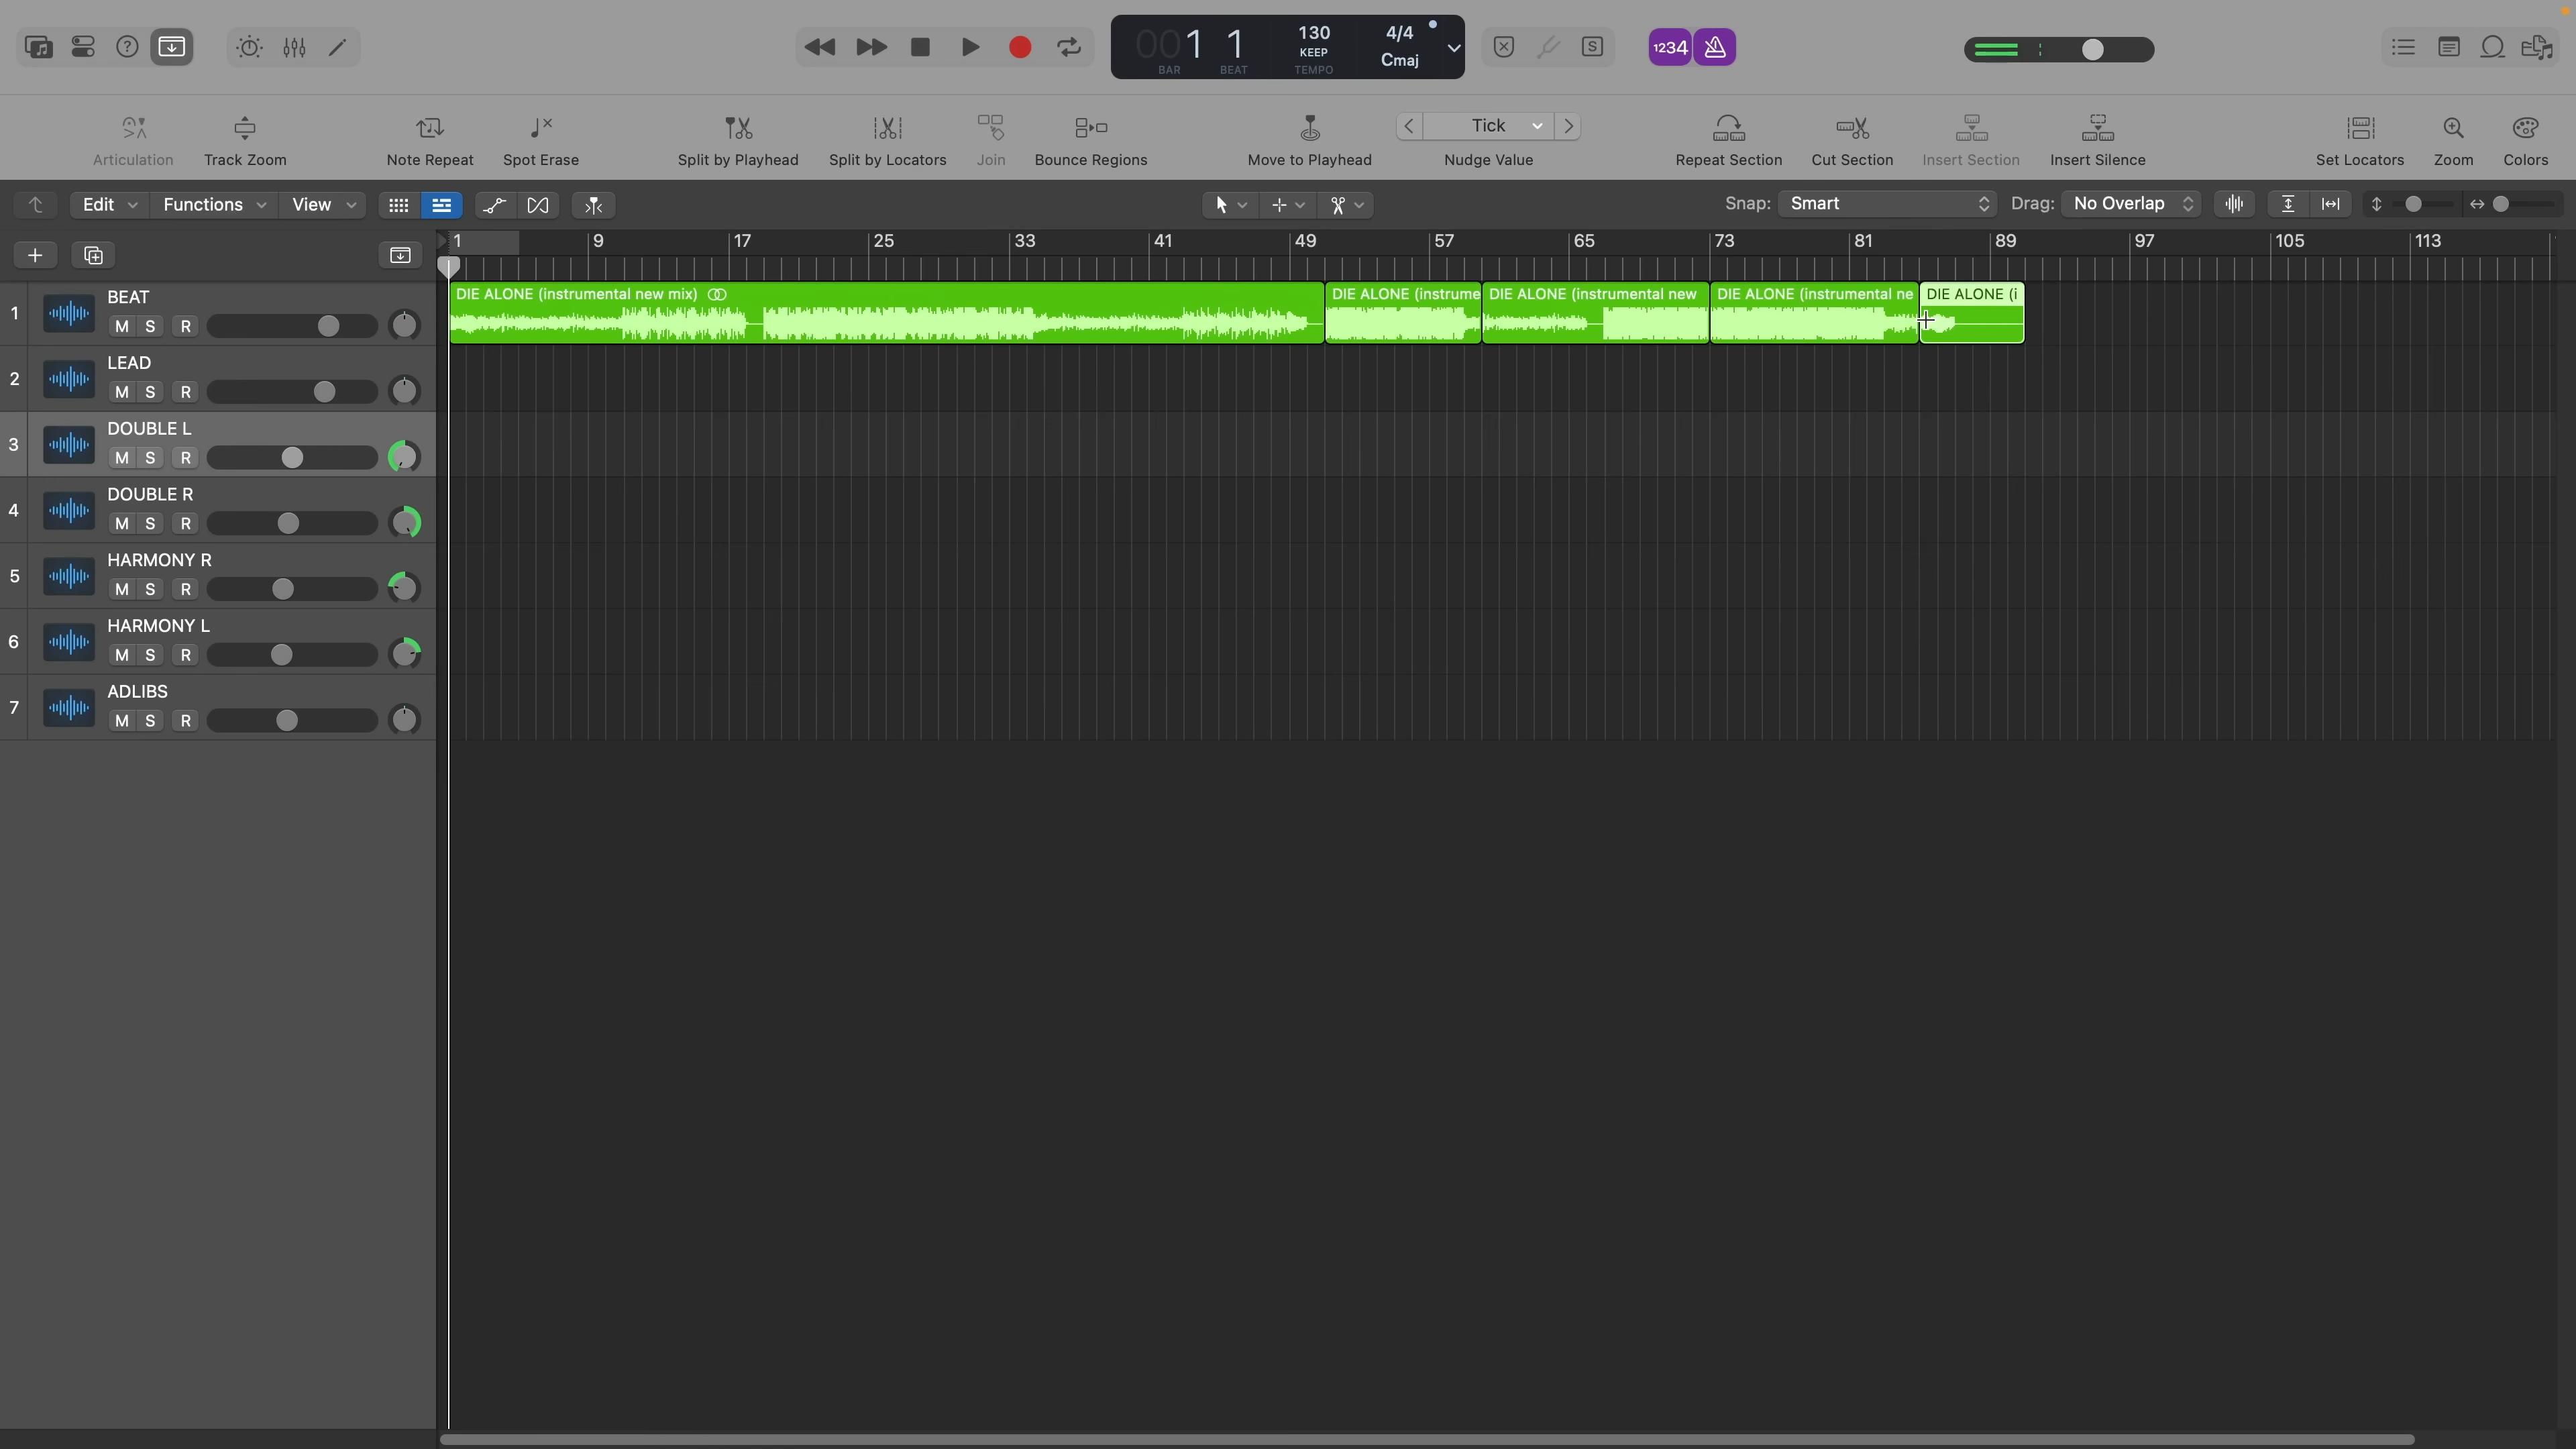 1 1 130 4/4
KEEP Cmaj
BAR BEAT TEMPO
S
1234
Articulation Track Zoom Note Repeat Spot Erase Split by Playhead Split by Locators Join Bounce Regions Move to Playhead Tick Nudge Value Repeat Section Cut Section Insert Section Insert Silence Set Locators Zoom Colors
Edit Functions View Snap: Smart Drag: No Overlap
1 9 17 25 33 41 49 57 65 73 81 89 97 105 113
1 BEAT
M S R
DIE ALONE (instrumental new mix) DIE ALONE (instrume DIE ALONE (instrumental new DIE ALONE (instrumental ne DIE ALONE (i
2 LEAD
M S R
3 DOUBLE L
M S R
4 DOUBLE R
M S R
5 HARMONY R
M S R
6 HARMONY L
M S R
7 ADLIBS
M S R